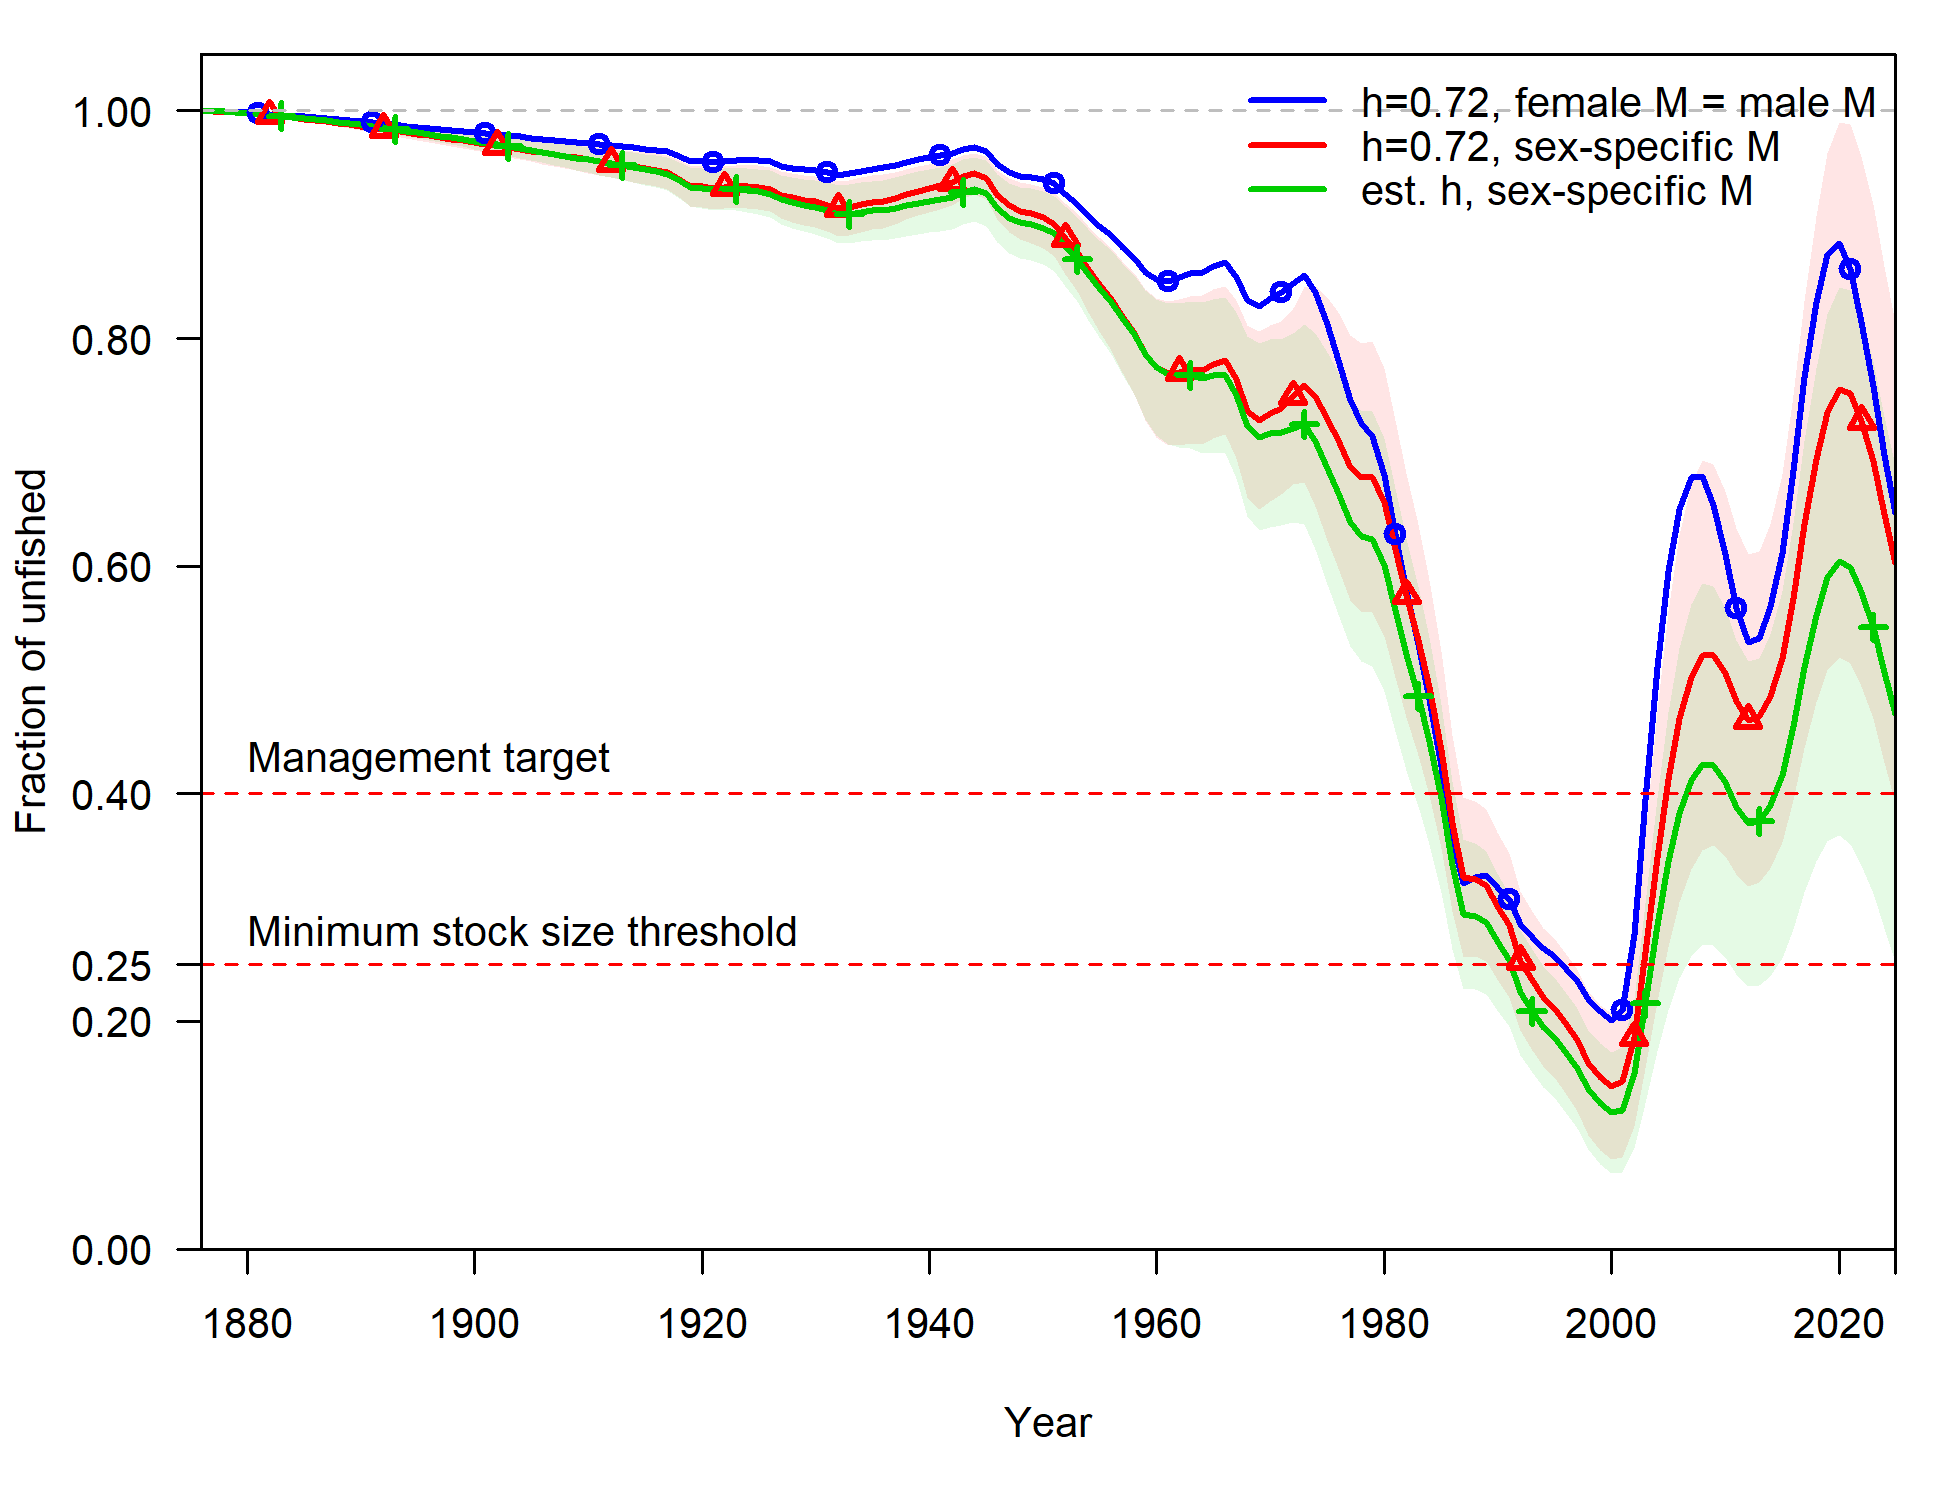 h=0.72, female M = male M
h=0.72, sex-specific M
est. h, sex-specific M
Fraction of unfished
1.00
0.80
0.60
0.40
0.25
0.20
0.00
Management target
Minimum stock size threshold
1880 1900 1920 1940 1960 1980 2000 2020
Year